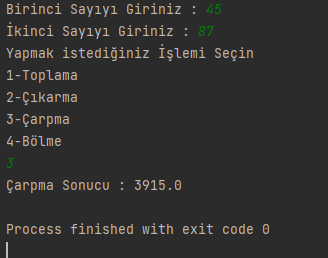 Birinci Sayıyı Giriniz : 45
İkinci Sayıyı Giriniz : 87
Yapmak istediğiniz İşlemi Seçin
1-Toplama
2-Çıkarma
3-Çarpma
4-Bölme
3
Çarpma Sonucu : 3915.0
Process finished with exit code 0